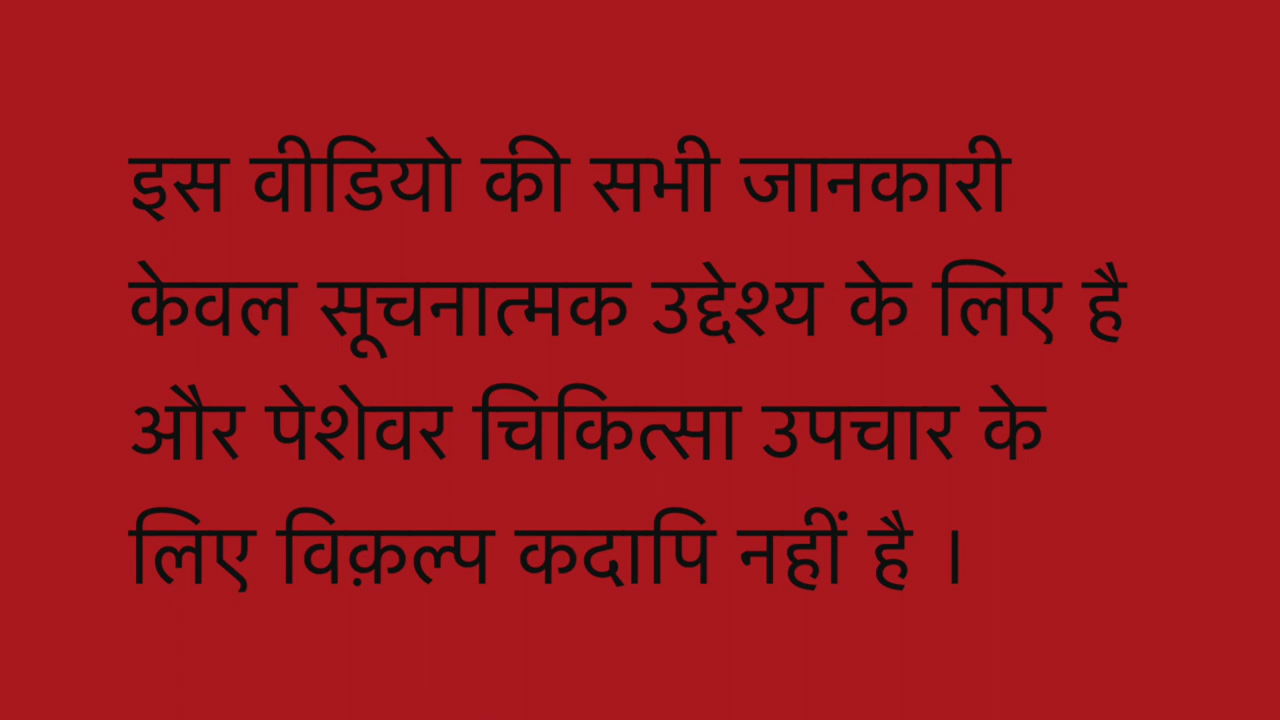 इस वीडियो की सभी जानकारी
केवल सूचनात्मक उद्देश्य के लिए है
और पेशेवर चिकित्सा उपचार के
लिए विक़ल्प कदापि नहीं है ।